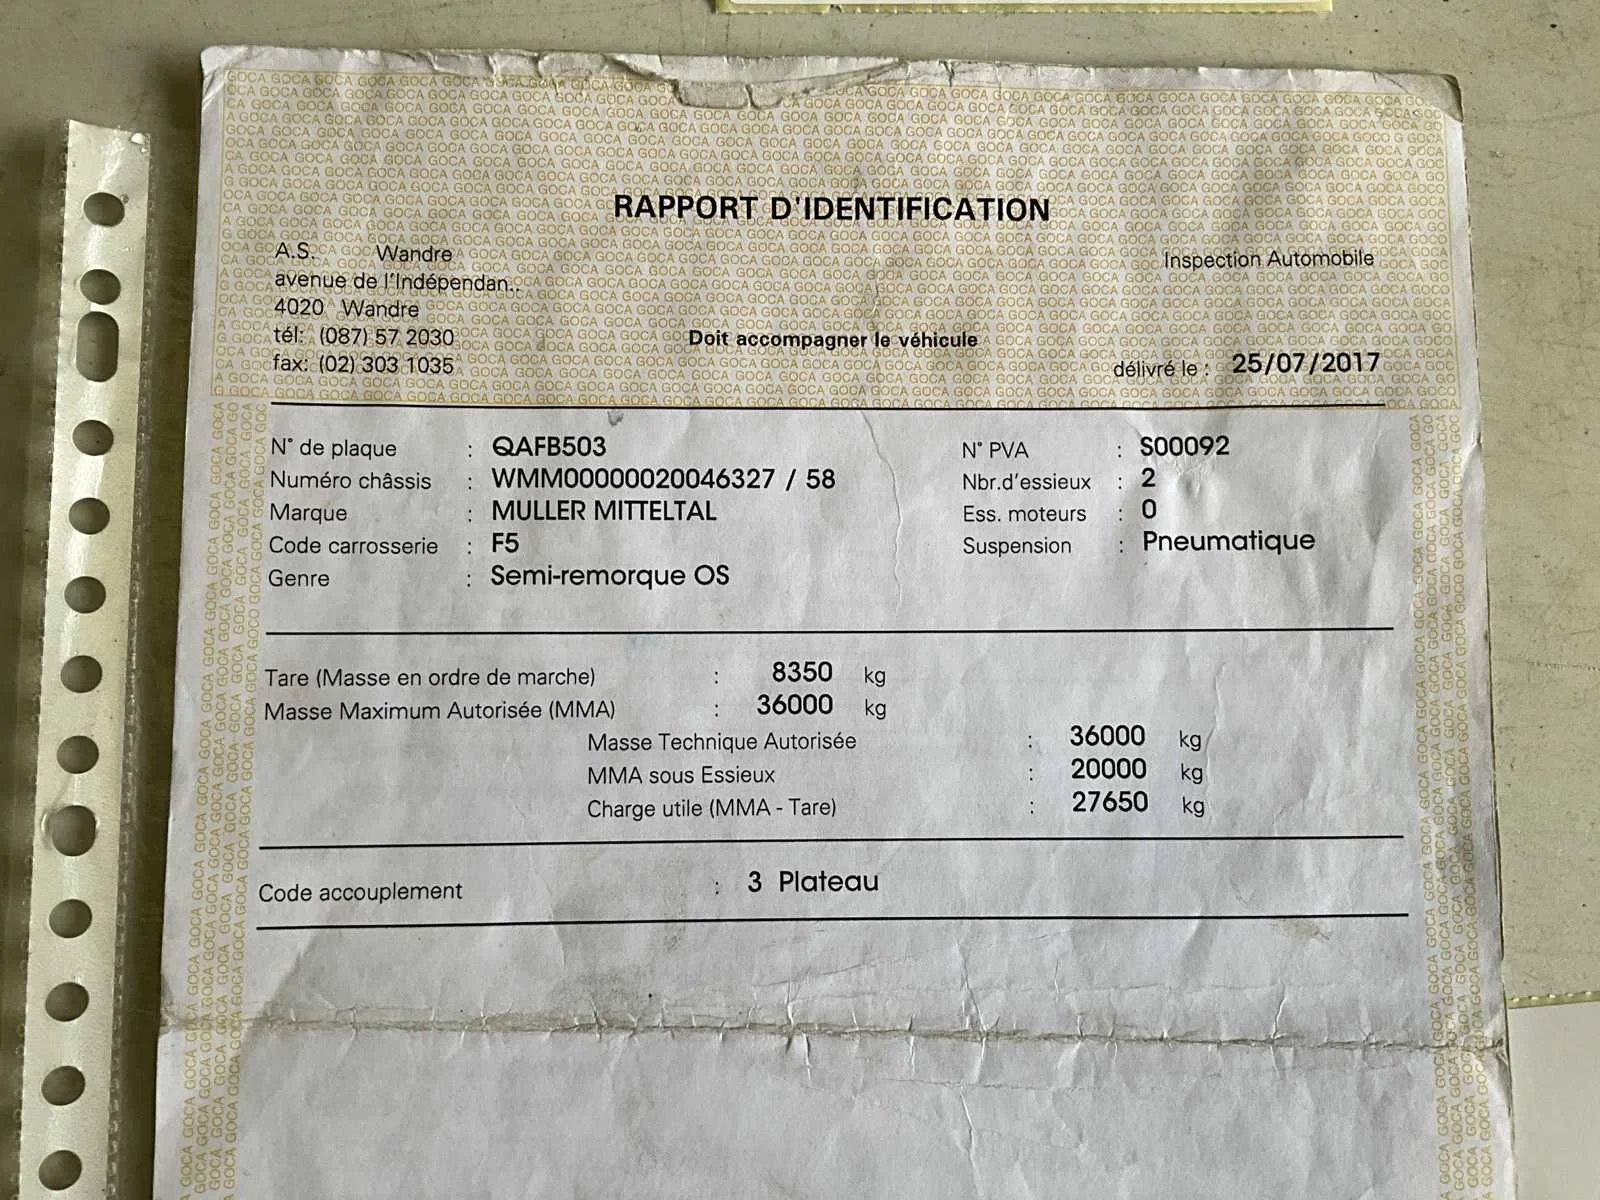 RAPPORT D'IDENTIFICATION
A.S. Wandre
Inspection Automobile
avenue de l'Indépendan..
4020 Wandre
tél: (087) 57 2030
Doit accompagner le véhicule
fax: (02) 303 1035
délivré le : 25/07/2017
N° de plaque : QAFB503
N° PVA : S00092
Numéro châssis : WMM00000020046327 / 58
Nbr.d'essieux : 2
Marque : MULLER MITTELTAL
Ess. moteurs : 0
Code carrosserie : F5
Suspension : Pneumatique
Genre : Semi-remorque OS
Tare (Masse en ordre de marche) : 8350 kg
Masse Maximum Autorisée (MMA) : 36000 kg
Masse Technique Autorisée : 36000 kg
MMA sous Essieux : 20000 kg
Charge utile (MMA - Tare) : 27650 kg
Code accouplement : 3 Plateau